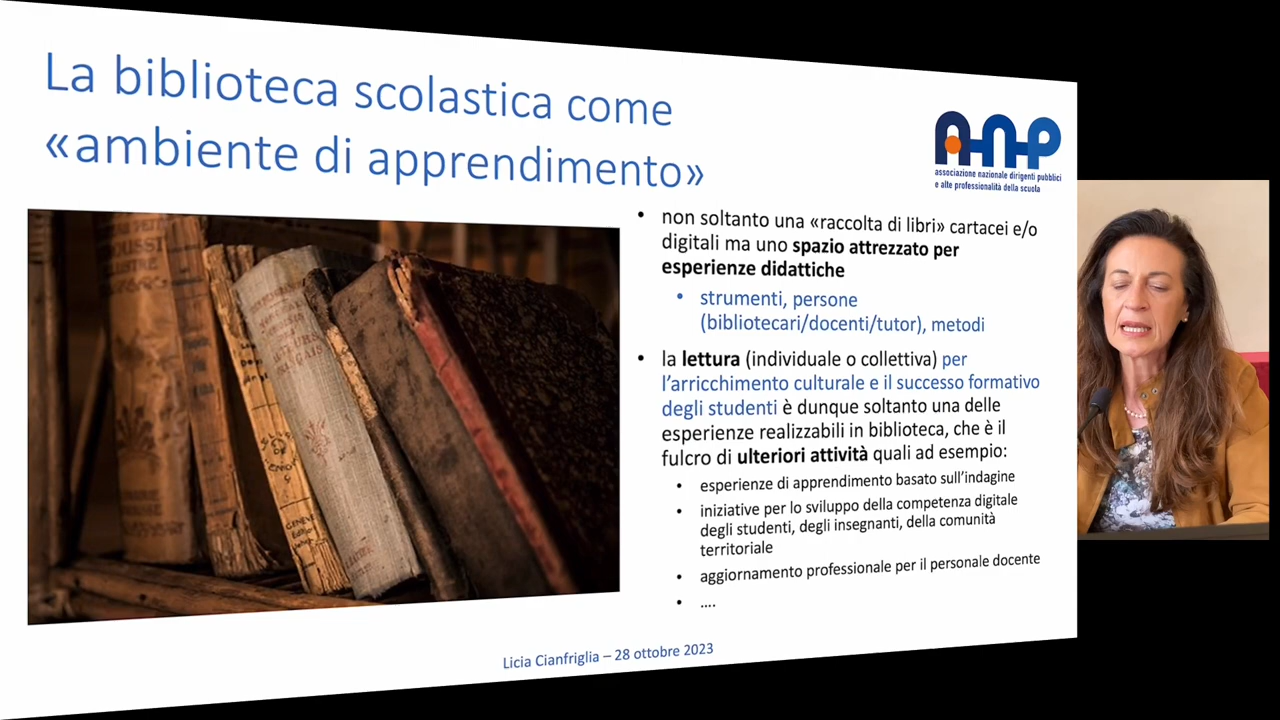 La biblioteca scolastica come
«ambiente di apprendimento»
ANP
associazione nazionale dirigenti pubblici
e alte professionalità della scuola
• non soltanto una «raccolta di libri» cartacei e/o
digitali ma uno spazio attrezzato per
esperienze didattiche
• strumenti, persone
(bibliotecari/docenti/tutor), metodi
• la lettura (individuale o collettiva) per
l’arricchimento culturale e il successo formativo
degli studenti è dunque soltanto una delle
esperienze realizzabili in biblioteca, che è il
fulcro di ulteriori attività quali ad esempio:
• esperienze di apprendimento basato sull’indagine
• iniziative per lo sviluppo della competenza digitale
degli studenti, degli insegnanti, della comunità
territoriale
• aggiornamento professionale per il personale docente
• ....
Licia Cianfriglia – 28 ottobre 2023